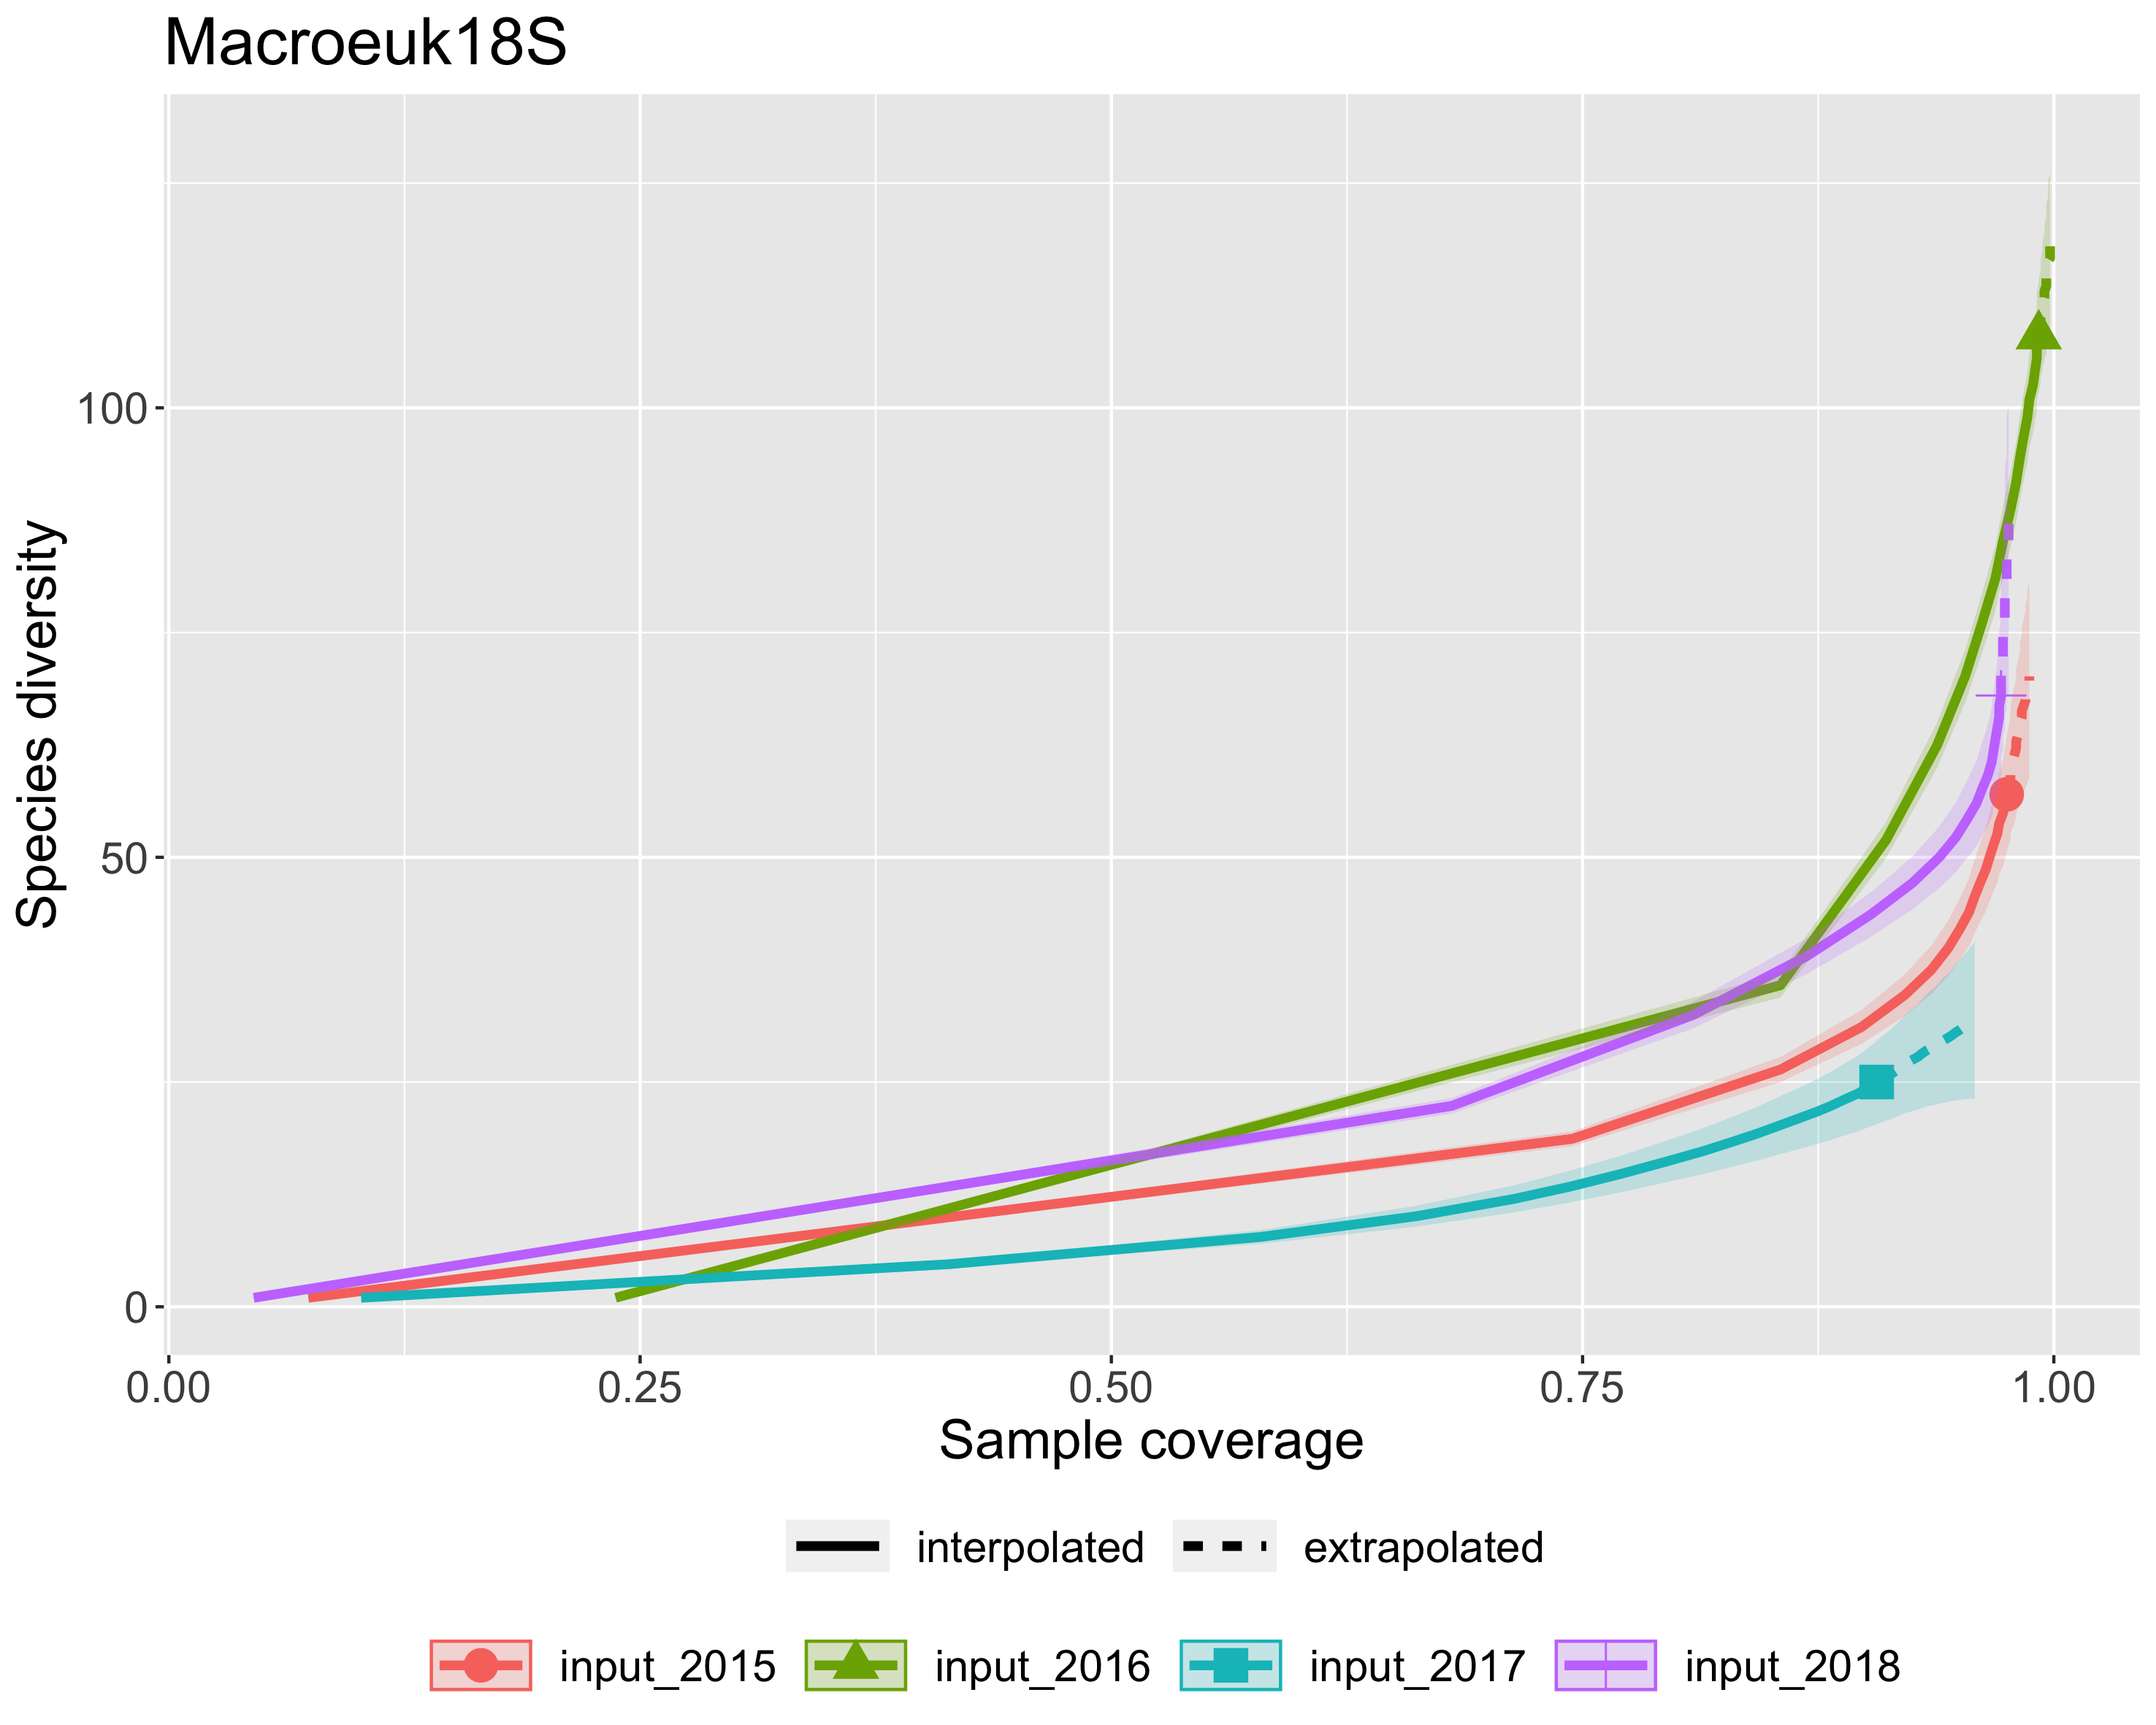 Macroeuk18S
Species diversity
100
50
0
0.00 0.25 0.50 0.75 1.00
Sample coverage
interpolated extrapolated
input_2015 input_2016 input_2017 input_2018